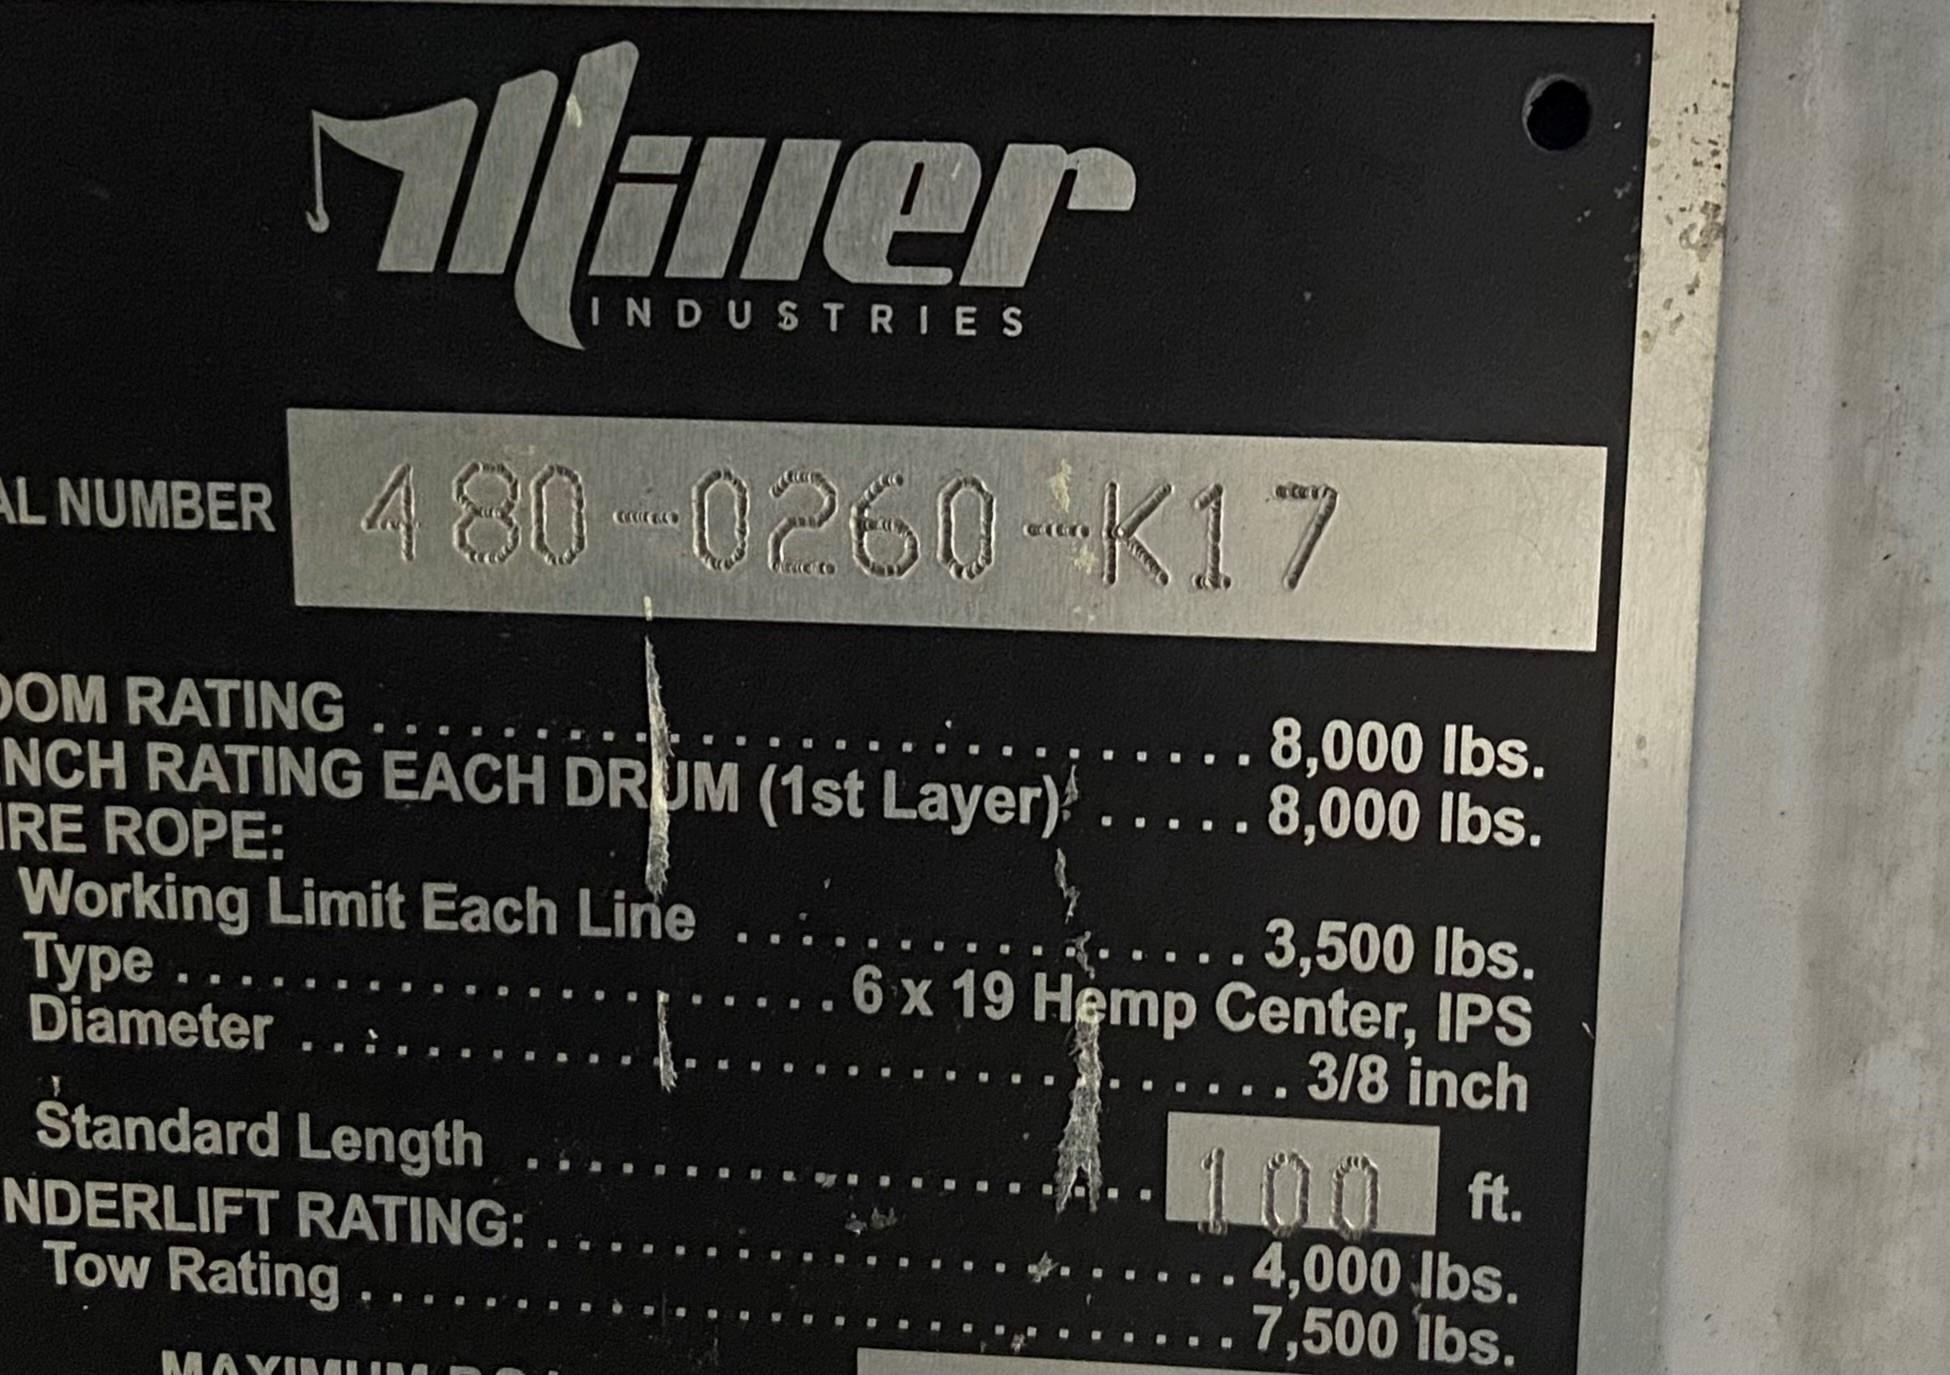 Miller
INDUSTRIES
AL NUMBER 480-0260-K17
OOM RATING 8,000 lbs.
NCH RATING EACH DRUM (1st Layer) 8,000 lbs.
IRE ROPE:
Working Limit Each Line 3,500 lbs.
Type 6 x 19 Hemp Center, IPS
Diameter 3/8 inch
Standard Length 100 ft.
NDERLIFT RATING: 4,000 lbs.
Tow Rating 7,500 lbs.
MAXIMUM